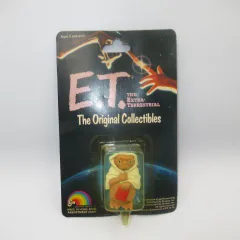 E.T.
THE
EXTRA-
TERRESTRIAL
The Original Collectibles